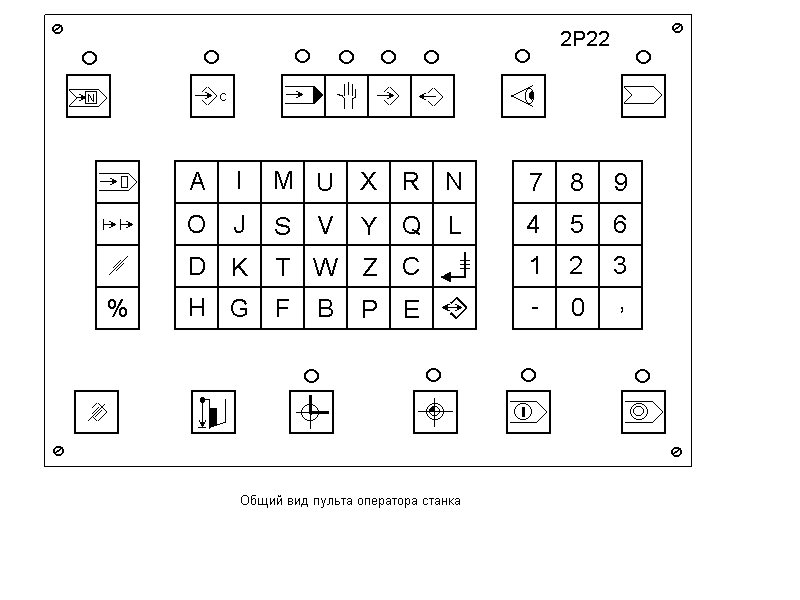 2P22
N
C
A I M U X R N 7 8 9
O J S V Y Q L 4 5 6
D K T W Z C 1 2 3
% H G F B P E - 0 ,
Общий вид пульта оператора станка